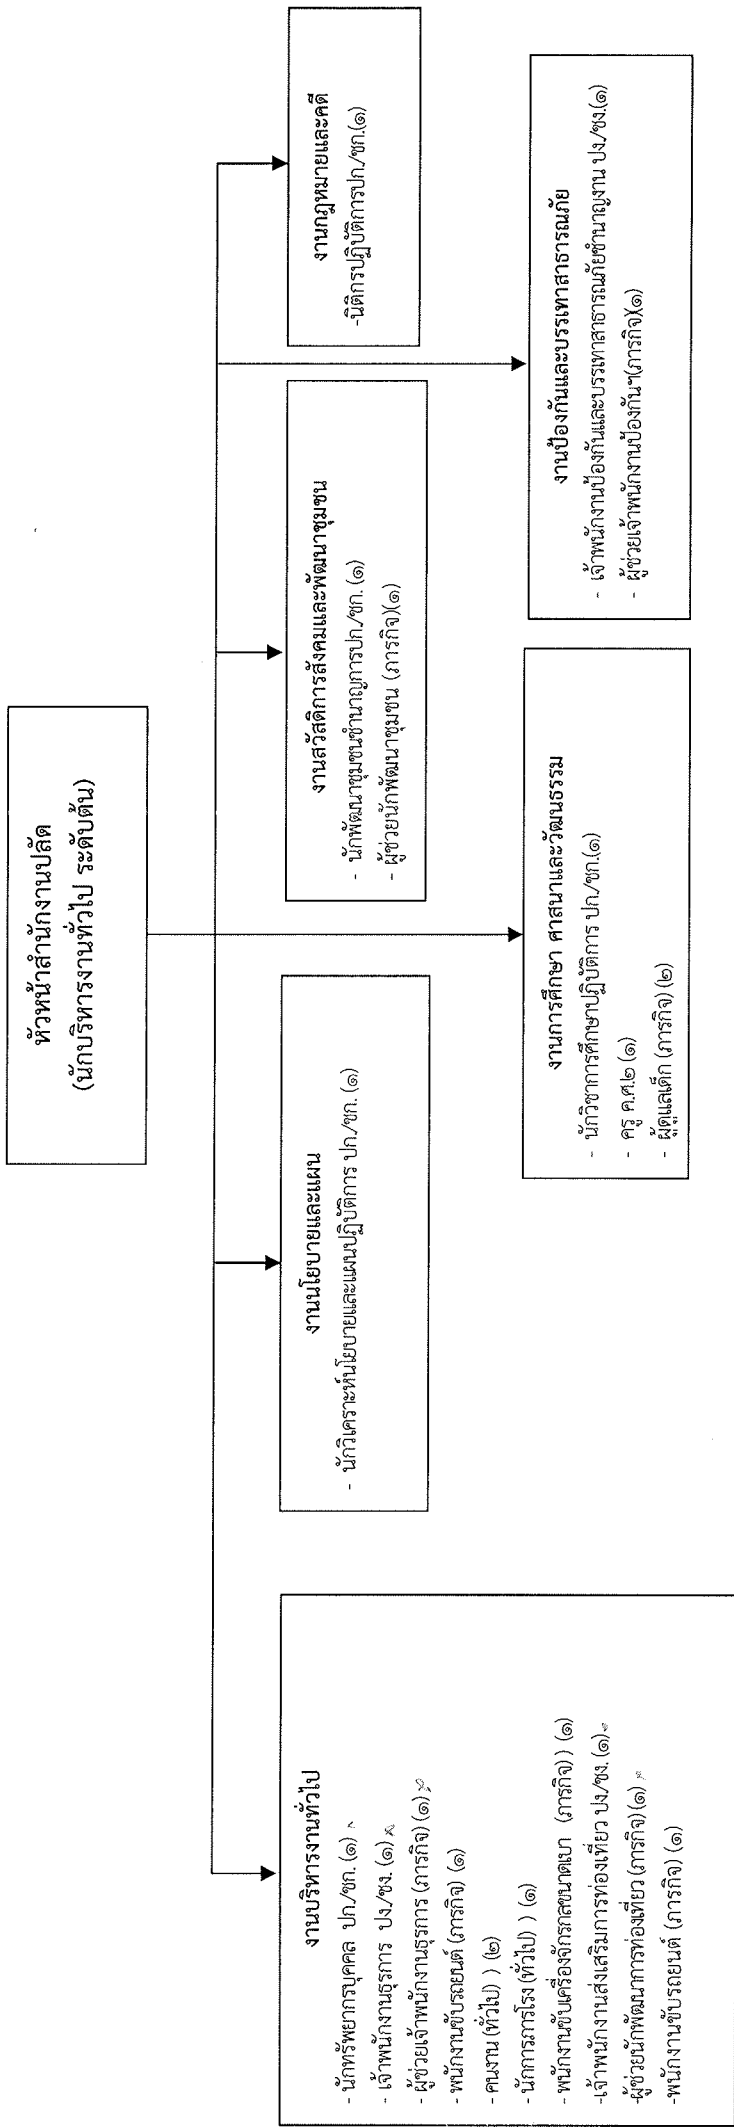 หัวหน้าสำนักงานปลัด
(นักบริหารงานทั่วไป ระดับต้น)
งานบริหารงานทั่วไป
- นักทรัพยากรบุคคล ปก./ชก. (๑)
- เจ้าพนักงานธุรการ ปง./ชง. (๑)
- ผู้ช่วยเจ้าพนักงานธุรการ (ภารกิจ) (๑)
- พนักงานขับรถยนต์ (ภารกิจ) (๑)
- คนงาน (ทั่วไป) ) (๒)
- นักการภารโรง (ทั่วไป) ) (๑)
- พนักงานขับเครื่องจักรกลขนาดเบา (ภารกิจ) ) (๑)
-เจ้าพนักงานส่งเสริมการท่องเที่ยว ปง./ชง. (๑)
-ผู้ช่วยนักพัฒนาการท่องเที่ยว (ภารกิจ) (๑)
-พนักงานขับรถยนต์ (ภารกิจ) (๑)
งานนโยบายและแผน
- นักวิเคราะห์นโยบายและแผนปฏิบัติการ ปก./ชก. (๑)
งานสวัสดิการสังคมและพัฒนาชุมชน
- นักพัฒนาชุมชนชำนาญการปก./ชก. (๑)
- ผู้ช่วยนักพัฒนาชุมชน (ภารกิจ)(๑)
งานกฎหมายและคดี
-นิติกรปฏิบัติการปก./ชก.(๑)
งานการศึกษา ศาสนาและวัฒนธรรม
- นักวิชาการศึกษาปฏิบัติการ ปก./ชก.(๑)
- ครู ค.ศ.๒ (๑)
- ผู้ดูแลเด็ก (ภารกิจ) (๒)
งานป้องกันและบรรเทาสาธารณภัย
- เจ้าพนักงานป้องกันและบรรเทาสาธารณภัยชำนาญงาน ปง./ชง.(๑)
- ผู้ช่วยเจ้าพนักงานป้องกันฯ(ภารกิจ)(๑)